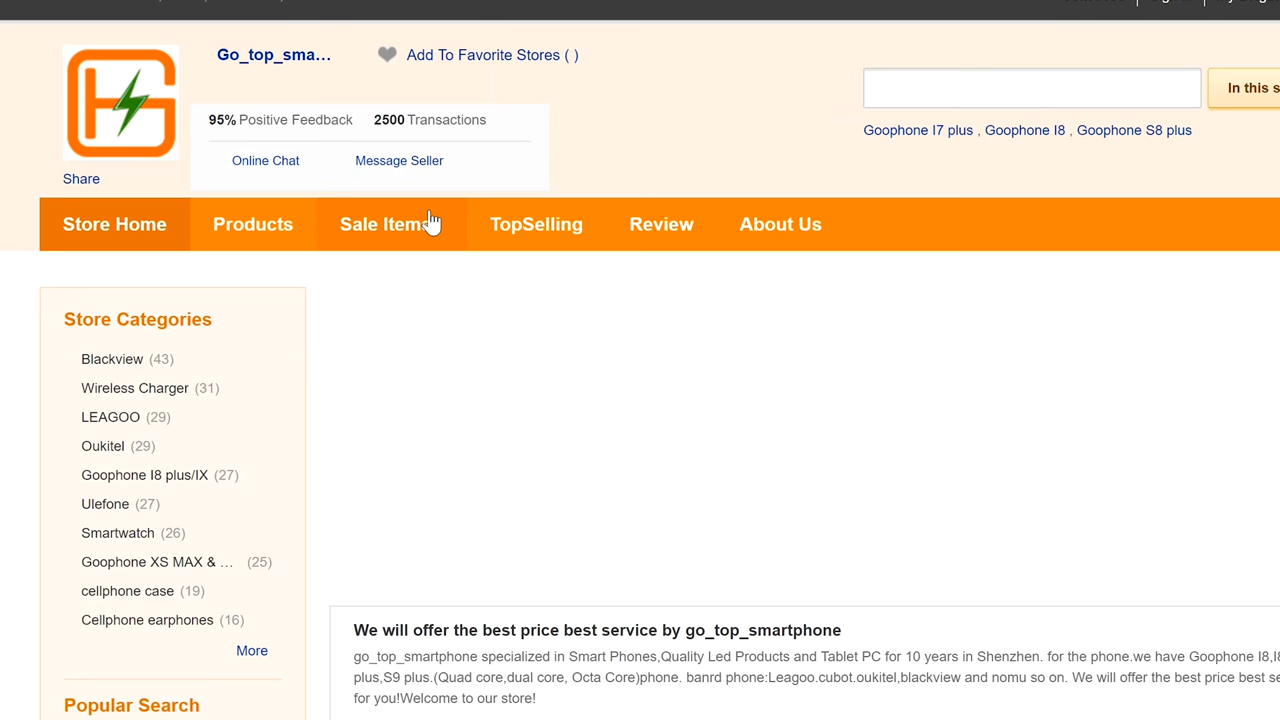 Go_top_sma…
Add To Favorite Stores ( )
95% Positive Feedback 2500 Transactions
Online Chat Message Seller
Share
In this s
Goophone I7 plus , Goophone I8 , Goophone S8 plus
Store Home Products Sale Items TopSelling Review About Us
Store Categories
Blackview (43)
Wireless Charger (31)
LEAGOO (29)
Oukitel (29)
Goophone I8 plus/IX (27)
Ulefone (27)
Smartwatch (26)
Goophone XS MAX & … (25)
cellphone case (19)
Cellphone earphones (16)
More
Popular Search
We will offer the best price best service by go_top_smartphone
go_top_smartphone specialized in Smart Phones,Quality Led Products and Tablet PC for 10 years in Shenzhen. for the phone.we have Goophone I8,I8
plus,S9 plus.(Quad core,dual core, Octa Core)phone. banrd phone:Leagoo.cubot.oukitel,blackview and nomu so on. We will offer the best price best se
for you!Welcome to our store!